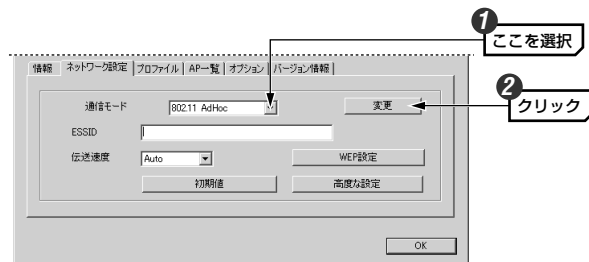 1
ここを選択
情報 ネットワーク設定 プロファイル AP一覧 オプション バージョン情報
2
クリック
通信モード 802.11 AdHoc 変更
ESSID
伝送速度 Auto WEP設定
初期値 高度な設定
OK